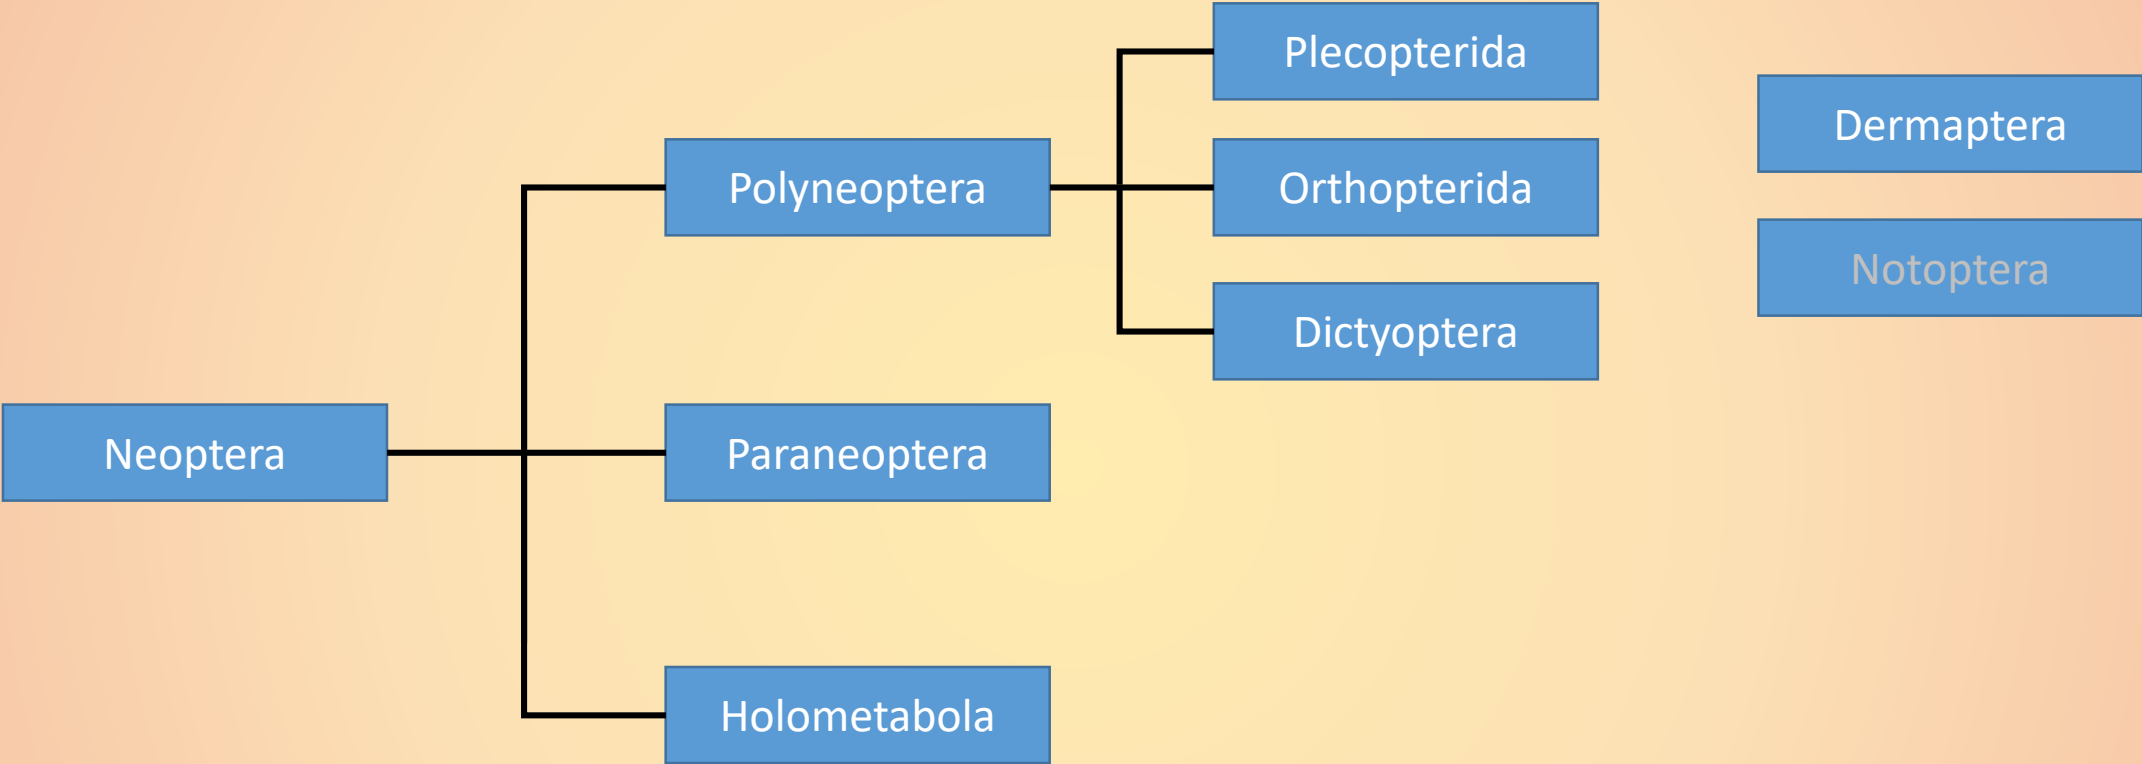 Plecopterida
Dermaptera
Polyneoptera
Orthopterida
Notoptera
Dictyoptera
Neoptera
Paraneoptera
Holometabola